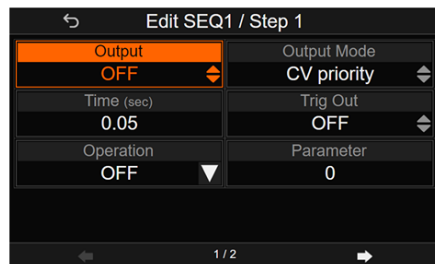 Edit SEQ1 / Step 1
Output
OFF
Output Mode
CV priority
Time (sec)
0.05
Trig Out
OFF
Operation
OFF
Parameter
0
1 / 2